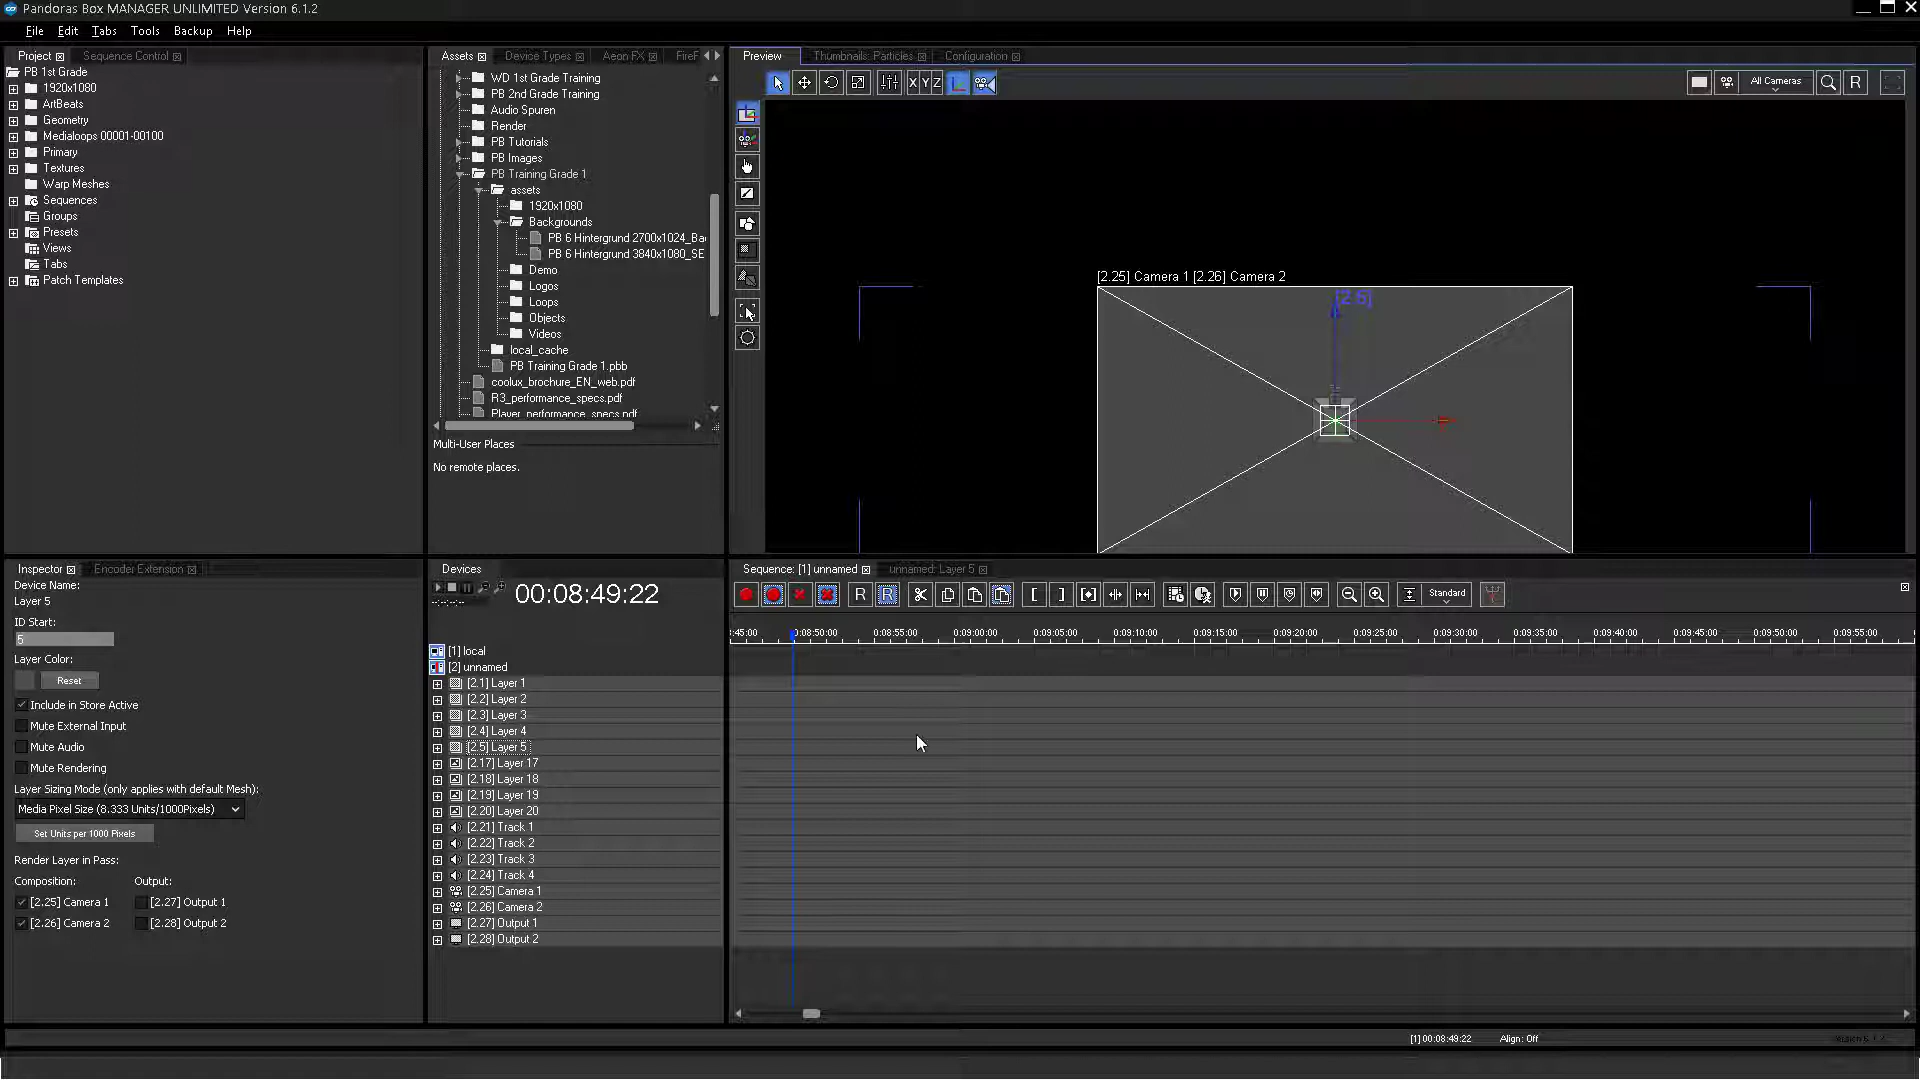 Pandoras Box MANAGER UNLIMITED Version 6.1.2
File Edit Tabs Tools Backup Help
Project Sequence Control
PB 1st Grade
1920x1080
ArtBeats
Geometry
Medialoops 00001-00100
Primary
Textures
Warp Meshes
Sequences
Groups
Presets
Views
Tabs
Patch Templates
Assets Device Types Aeon FX FireF
WD 1st Grade Training
PB 2nd Grade Training
Audio Spuren
Render
PB Tutorials
PB Images
PB Training Grade 1
assets
1920x1080
Backgrounds
PB 6 Hintergrund 2700x1024_Ba
PB 6 Hintergrund 3840x1080_SE
Demo
Logos
Loops
Objects
Videos
local_cache
PB Training Grade 1.pbb
coolux_brochure_EN_web.pdf
R3_performance_specs.pdf
Player_performance_specs.pdf
Multi-User Places
No remote places.
Preview Thumbnails: Particles Configuration
X Y Z All Cameras R
[2.25] Camera 1 [2.26] Camera 2
[2.5]
Inspector Encoder Extension
Device Name:
Layer 5
ID Start:
5
Layer Color:
Reset
Include in Store Active
Mute External Input
Mute Audio
Mute Rendering
Layer Sizing Mode (only applies with default Mesh):
Media Pixel Size (8.333 Units/1000Pixels)
Set Units per 1000 Pixels
Render Layer in Pass:
Composition: Output:
[2.25] Camera 1 [2.27] Output 1
[2.26] Camera 2 [2.28] Output 2
Devices
00:08:49:22
--:--:--:--
[1] local
[2] unnamed
[2.1] Layer 1
[2.2] Layer 2
[2.3] Layer 3
[2.4] Layer 4
[2.5] Layer 5
[2.17] Layer 17
[2.18] Layer 18
[2.19] Layer 19
[2.20] Layer 20
[2.21] Track 1
[2.22] Track 2
[2.23] Track 3
[2.24] Track 4
[2.25] Camera 1
[2.26] Camera 2
[2.27] Output 1
[2.28] Output 2
Sequence: [1] unnamed unnamed: Layer 5
R R Standard
:45:00 0:08:50:00 0:08:55:00 0:09:00:00 0:09:05:00 0:09:10:00 0:09:15:00 0:09:20:00 0:09:25:00 0:09:30:00 0:09:35:00 0:09:40:00 0:09:45:00 0:09:50:00 0:09:55:00
[1] 00:08:49:22 Align: Off